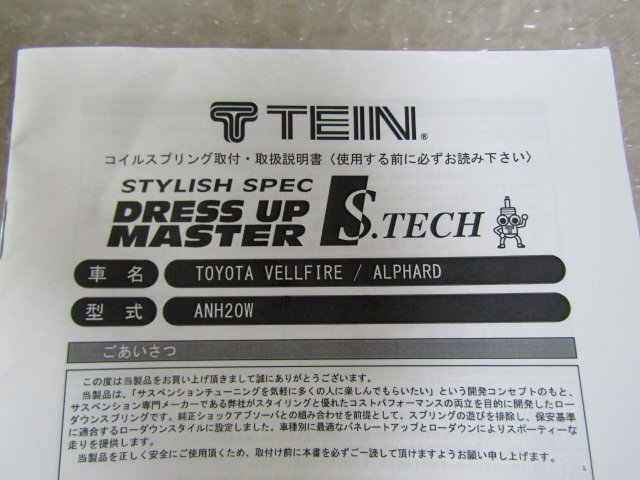 TEIN®
コイルスプリング取付・取扱説明書〈使用する前に必ずお読み下さい〉
STYLISH SPEC
DRESS UP
MASTER
S.TECH
車 名 TOYOTA VELLFIRE / ALPHARD
型 式 ANH20W
ごあいさつ
この度は当製品をお買い上げ頂きまして誠にありがとうございます。
当製品は、「サスペンションチューニングを気軽に多くの人に楽しんでもらいたい」という開発コンセプトのもと、
サスペンション専門メーカーである弊社がスタイリングと優れたコストパフォーマンスの両立を目的に開発したロー
ダウンスプリングです。純正ショックアブソーバとの組み合わせを前提として、スプリングの遊びを排除し、保安基準
に適合するローダウンスタイルに設定しました。車種別に最適なバネレートアップとローダウンによりスポーティーな
走りを提供します。
当製品を正しく安全にご使用頂くため、取付け前に本書を必ずご一読して頂けますようお願い申し上げます。